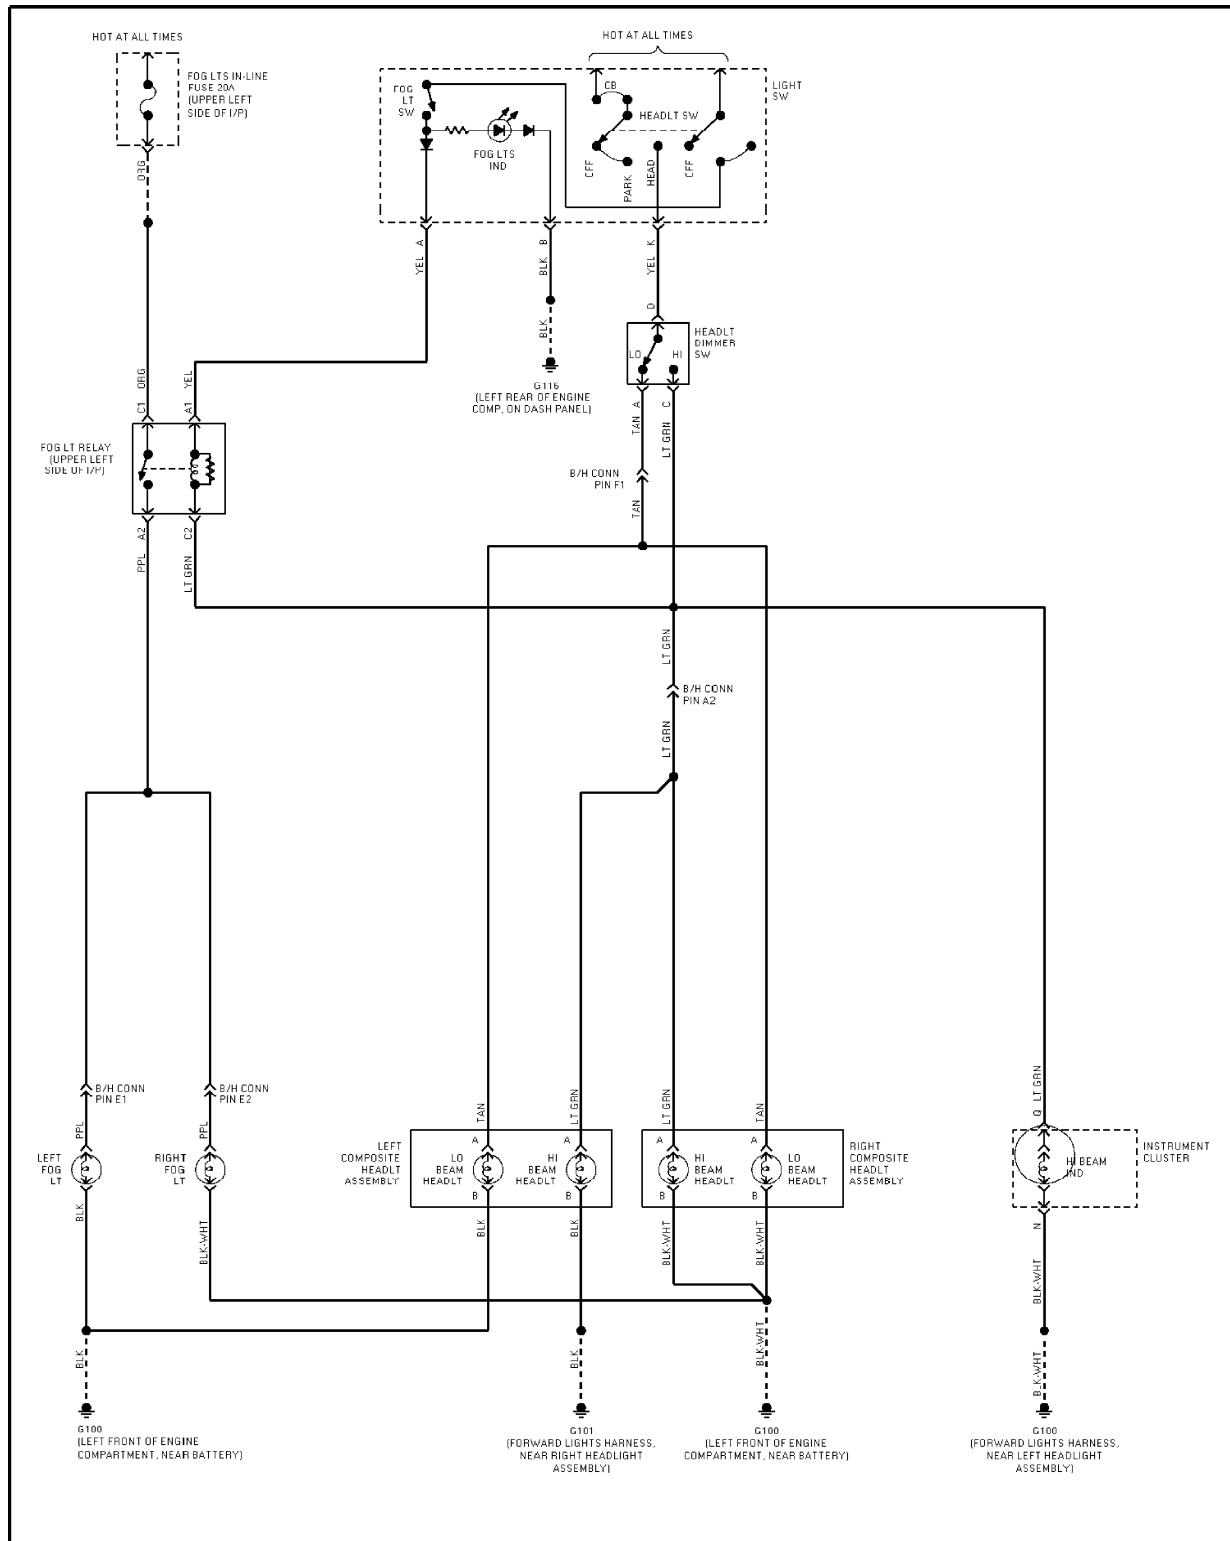 HOT AT ALL TIMES
HOT AT ALL TIMES
FOG LTS IN-LINE
FUSE 20A
(UPPER LEFT
SIDE OF I/P)
FOG
LT
SW
CB
HEADLT SW
LIGHT
SW
FOG LTS
IND
OFF
PARK
HEAD
OFF
ORG
YEL A
BLK B
YEL K
BLK
D
HEADLT
DIMMER
SW
LO
HI
G116
(LEFT REAR OF ENGINE
COMP, ON DASH PANEL)
C1 ORG
A1 YEL
TAN A
LT GRN C
FOG LT RELAY
(UPPER LEFT
SIDE OF I/P)
B/H CONN
PIN F1
TAN
PPL A2
LT GRN C2
LT GRN
B/H CONN
PIN A2
LT GRN
B/H CONN
PIN E1
B/H CONN
PIN E2
PPL
PPL
TAN
LT GRN
LT GRN
TAN
Q LT GRN
LEFT
FOG
LT
RIGHT
FOG
LT
LEFT
COMPOSITE
HEADLT
ASSEMBLY
A
LO
BEAM
HEADLT
B
A
HI
BEAM
HEADLT
B
A
HI
BEAM
HEADLT
B
A
LO
BEAM
HEADLT
B
RIGHT
COMPOSITE
HEADLT
ASSEMBLY
HI BEAM
IND
INSTRUMENT
CLUSTER
BLK
BLK-WHT
BLK
BLK
BLK-WHT
BLK-WHT
N
BLK-WHT
BLK
BLK
BLK-WHT
BLK-WHT
G100
(LEFT FRONT OF ENGINE
COMPARTMENT, NEAR BATTERY)
G101
(FORWARD LIGHTS HARNESS,
NEAR RIGHT HEADLIGHT
ASSEMBLY)
G100
(LEFT FRONT OF ENGINE
COMPARTMENT, NEAR BATTERY)
G100
(FORWARD LIGHTS HARNESS,
NEAR LEFT HEADLIGHT
ASSEMBLY)